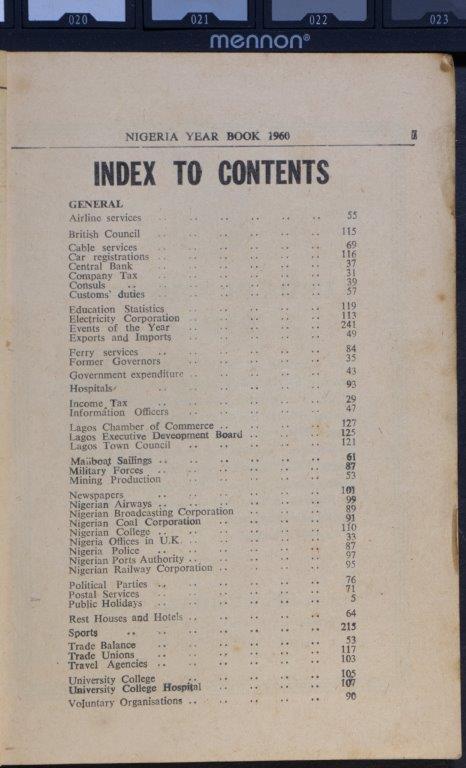 020 021 022 023
mennon®
NIGERIA YEAR BOOK 1960
INDEX TO CONTENTS
GENERAL
Airline services .. .. .. .. .. .. 55
British Council .. .. .. .. .. .. 115
Cable services .. .. .. .. .. .. 69
Car registrations .. .. .. .. .. .. 116
Central Bank .. .. .. .. .. .. 37
Company Tax .. .. .. .. .. .. 31
Consuls .. .. .. .. .. .. 39
Customs' duties .. .. .. .. .. 57
Education Statistics .. .. .. .. .. 119
Electricity Corporation .. .. .. .. .. 113
Events of the Year .. .. .. .. .. 241
Exports and Imports .. .. .. .. .. 49
Ferry services .. .. .. .. .. .. 84
Former Governors .. .. .. .. .. 35
Government expenditure .. .. .. .. .. 43
Hospitals .. .. .. .. .. .. 93
Income Tax .. .. .. .. .. .. 29
Information Officers .. .. .. .. .. 47
Lagos Chamber of Commerce .. .. .. .. 127
Lagos Executive Deveopment Board .. .. .. 125
Lagos Town Council .. .. .. .. .. 121
Mailboat Sailings .. .. .. .. .. .. 61
Military Forces .. .. .. .. .. .. 87
Mining Production .. .. .. .. .. 53
Newspapers .. .. .. .. .. .. 101
Nigerian Airways .. .. .. .. .. .. 99
Nigerian Broadcasting Corporation .. .. .. 89
Nigerian Coal Corporation .. .. .. .. 91
Nigerian College .. .. .. .. .. .. 110
Nigeria Offices in U.K. .. .. .. .. .. 33
Nigeria Police .. .. .. .. .. .. 87
Nigerian Ports Authority .. .. .. .. .. 97
Nigerian Railway Corporation .. .. .. .. 95
Political Parties .. .. .. .. .. .. 76
Postal Services .. .. .. .. .. .. 71
Public Holidays .. .. .. .. .. .. 5
Rest Houses and Hotels .. .. .. .. .. 64
Sports .. .. .. .. .. .. 215
Trade Balance .. .. .. .. .. .. 53
Trade Unions .. .. .. .. .. .. 117
Travel Agencies .. .. .. .. .. .. 103
University College .. .. .. .. .. 105
University College Hospital .. .. .. .. 107
Voluntary Organisations .. .. .. .. .. 90